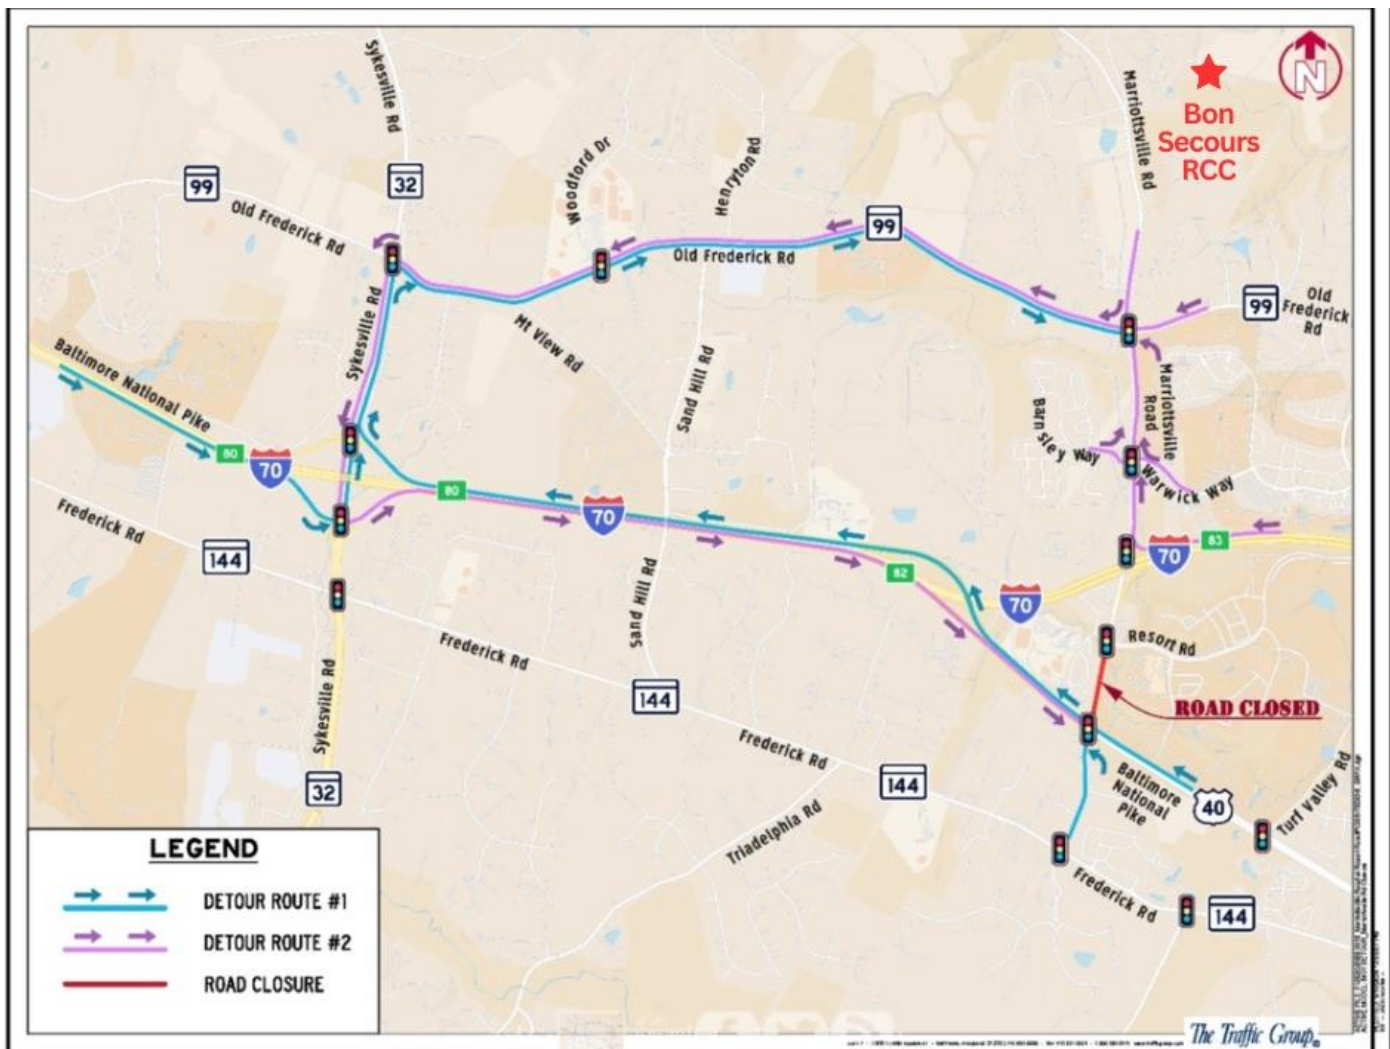 Sykesville Rd
Marriottsville Rd
N
Bon
Secours
RCC
99
32
Woodford Dr
Henryton Rd
Old Frederick Rd
99
Old Frederick Rd
99
Old
Frederick
Rd
Sykesville Rd
Mt View Rd
Baltimore National Pike
Sand Hill Rd
Marriottsville
Road
Barnsley Way
Warwick Way
80
70
80
70
83
70
Frederick Rd
144
82
70
Sand Hill Rd
Resort Rd
Frederick Rd
144
ROAD CLOSED
Sykesville Rd
Frederick Rd
144
32
Baltimore
National
Pike
40
Turf Valley Rd
Triadelphia Rd
Frederick Rd
144
LEGEND
DETOUR ROUTE #1
DETOUR ROUTE #2
ROAD CLOSURE
The Traffic Group